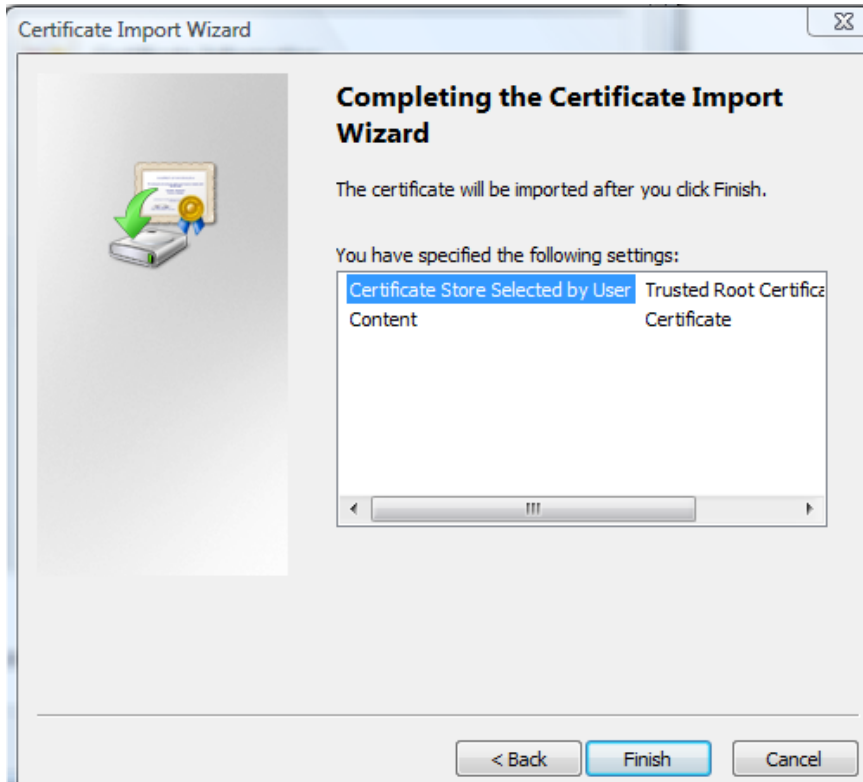 Certificate Import Wizard
Completing the Certificate Import
Wizard
The certificate will be imported after you click Finish.
You have specified the following settings:
Certificate Store Selected by User Trusted Root Certifica
Content Certificate
< Back Finish Cancel